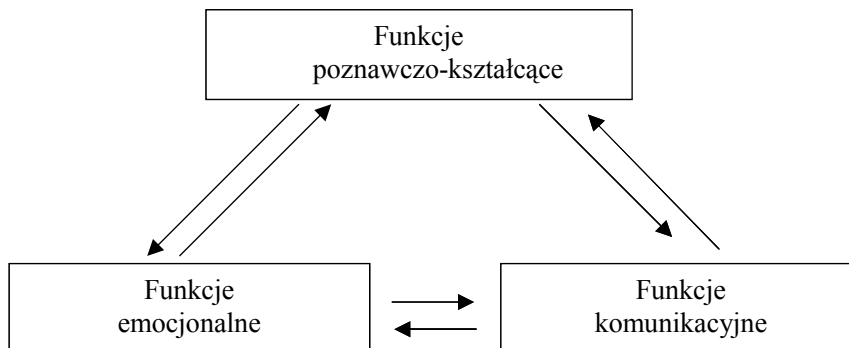 Funkcje
poznawczo-kształcące
Funkcje
emocjonalne
Funkcje
komunikacyjne